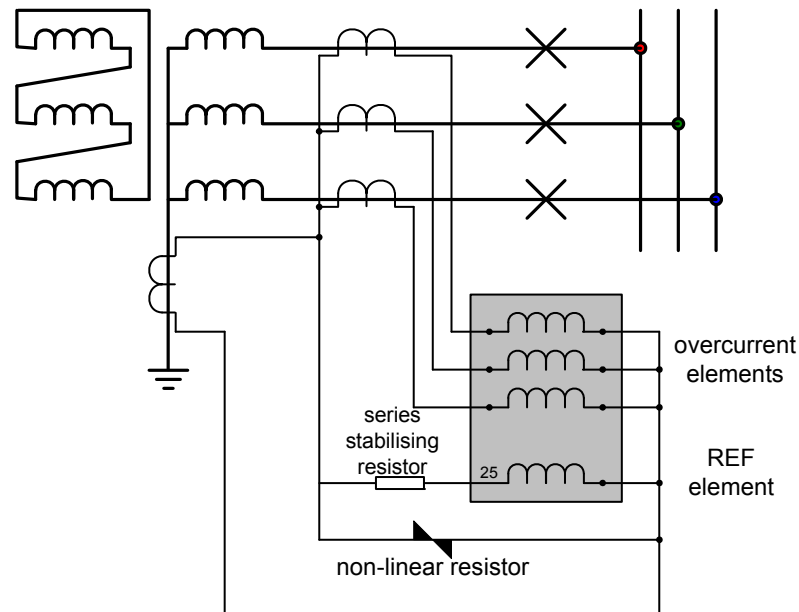 overcurrent
elements
series
stabilising
resistor
25
REF
element
non-linear resistor